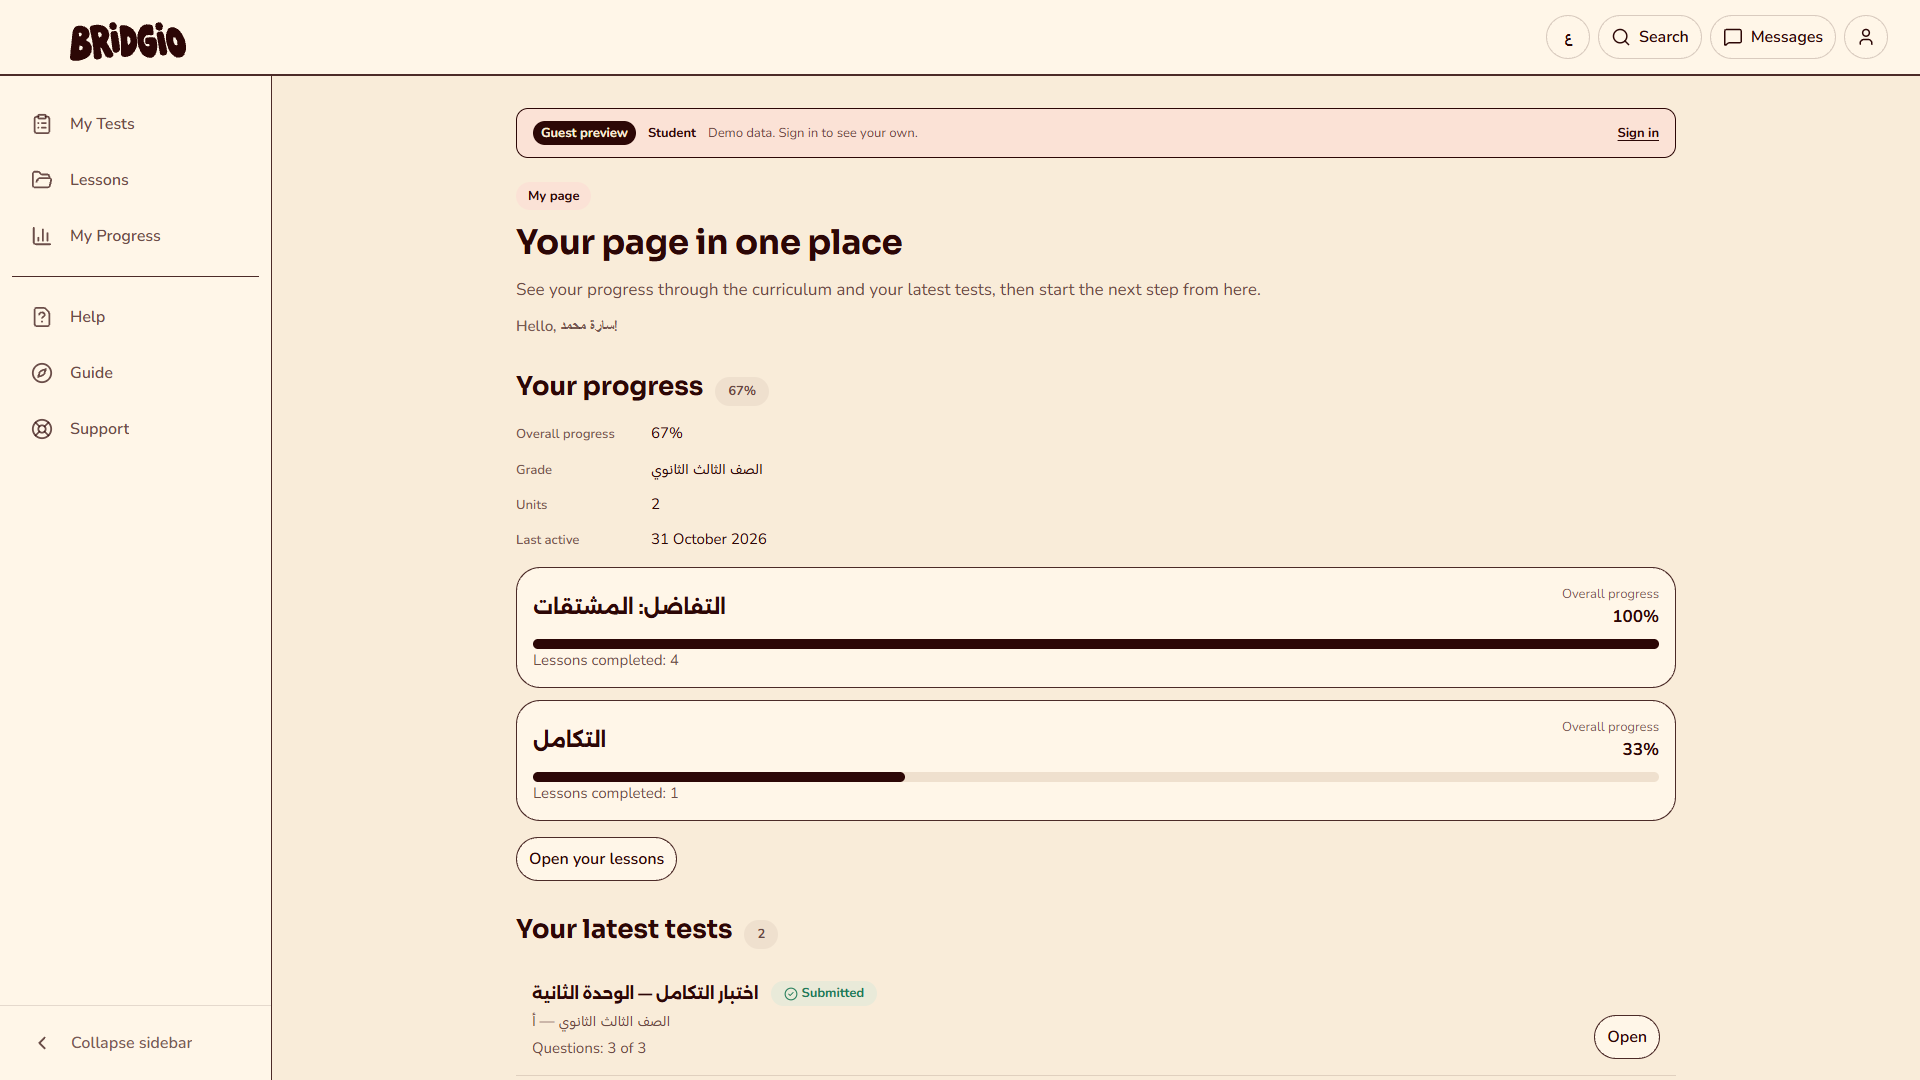 BRiDGiO
ع
Search
Messages
My Tests
Lessons
My Progress
Help
Guide
Support
Collapse sidebar
Guest preview Student Demo data. Sign in to see your own. Sign in
My page
Your page in one place
See your progress through the curriculum and your latest tests, then start the next step from here.
Hello, سارة محمد!
Your progress 67%
Overall progress 67%
Grade الصف الثالث الثانوي
Units 2
Last active 31 October 2026
التفاضل: المشتقات
Overall progress
100%
Lessons completed: 4
التكامل
Overall progress
33%
Lessons completed: 1
Open your lessons
Your latest tests 2
اختبار التكامل — الوحدة الثانية Submitted
الصف الثالث الثانوي — أ
Questions: 3 of 3
Open